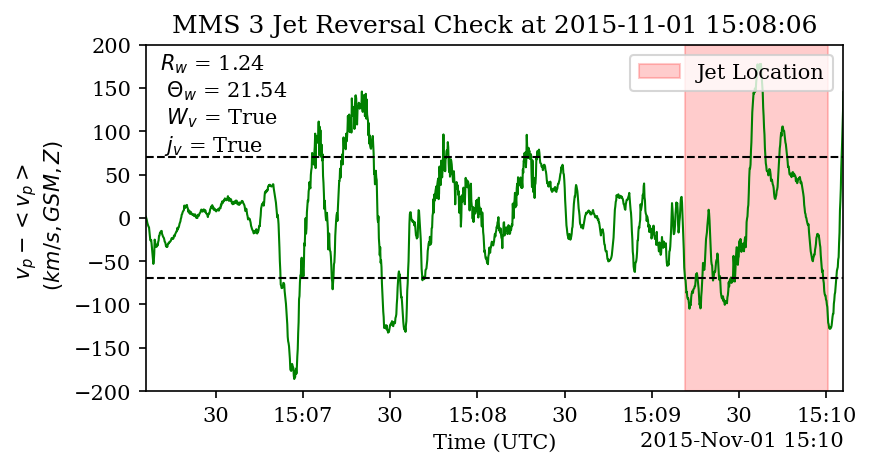 MMS 3 Jet Reversal Check at 2015-11-01 15:08:06
R_w = 1.24
Θ_w = 21.54
W_v = True
j_v = True
Jet Location
v_p − < v_p >
(km/s, GSM, Z)
200
150
100
50
0
−50
−100
−150
−200
30 15:07 30 15:08 30 15:09 30 15:10
Time (UTC)
2015-Nov-01 15:10